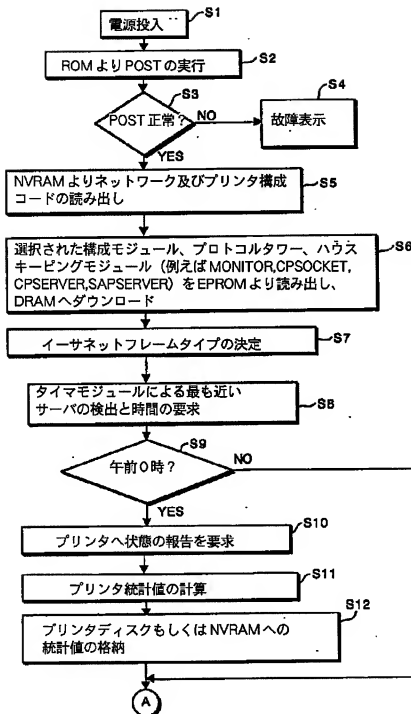 電源投入
S1
ROMよりPOSTの実行
S2
POST正常?
S3
NO
故障表示
S4
YES
NVRAMよりネットワーク及びプリンタ構成
コードの読み出し
S5
選択された構成モジュール、プロトコルタワー、ハウス
キーピングモジュール(例えばMONITOR,CPSOCKET,
CPSERVER,SAPSERVER)をEPROMより読み出し、
DRAMへダウンロード
S6
イーサネットフレームタイプの決定
S7
タイマモジュールによる最も近い
サーバの検出と時間の要求
S8
午前0時?
S9
NO
YES
プリンタへ状態の報告を要求
S10
プリンタ統計値の計算
S11
プリンタディスクもしくはNVRAMへの
統計値の格納
S12
A